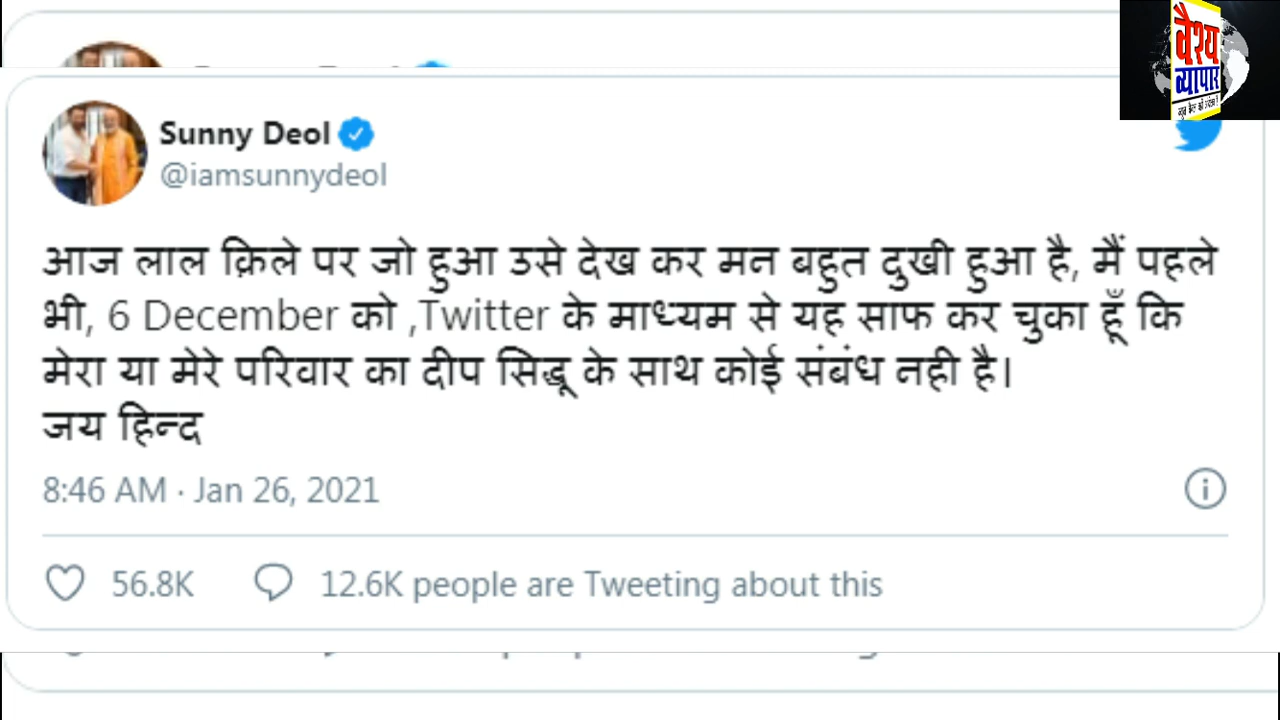 वैश्य
व्यापार
Sunny Deol
@iamsunnydeol
आज लाल क़िले पर जो हुआ उसे देख कर मन बहुत दुखी हुआ है, मैं पहले
भी, 6 December को ,Twitter के माध्यम से यह साफ कर चुका हूँ कि
मेरा या मेरे परिवार का दीप सिद्धू के साथ कोई संबंध नही है।
जय हिन्द
8:46 AM · Jan 26, 2021
56.8K 12.6K people are Tweeting about this